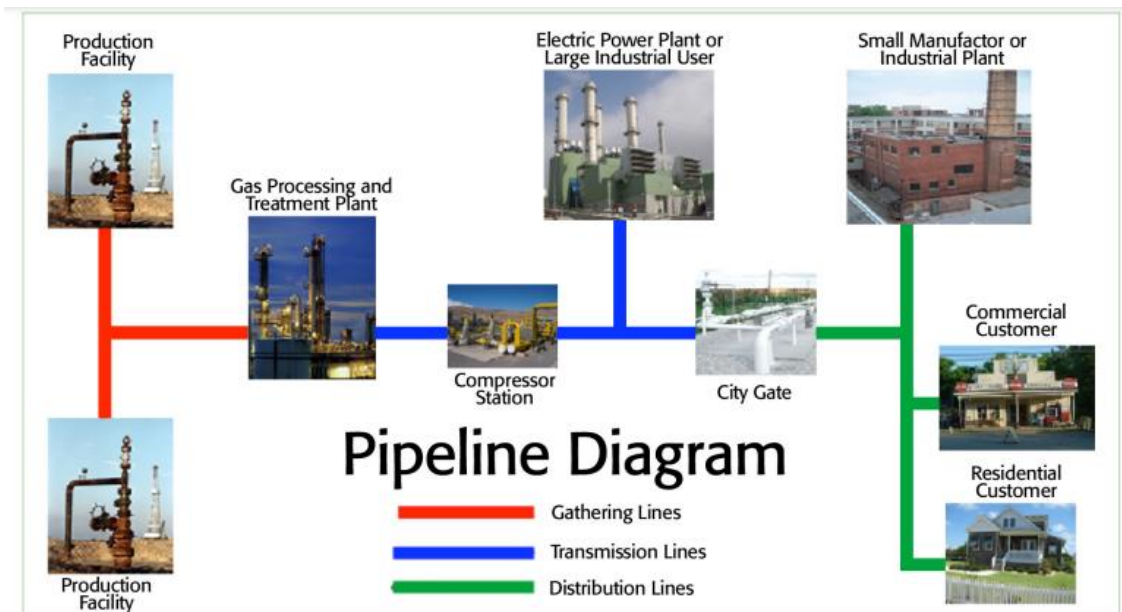 Production
Facility
Electric Power Plant or
Large Industrial User
Small Manufactor or
Industrial Plant
Gas Processing and
Treatment Plant
Commercial
Customer
Compressor
Station
City Gate
Pipeline Diagram
Residential
Customer
Gathering Lines
Transmission Lines
Distribution Lines
Production
Facility